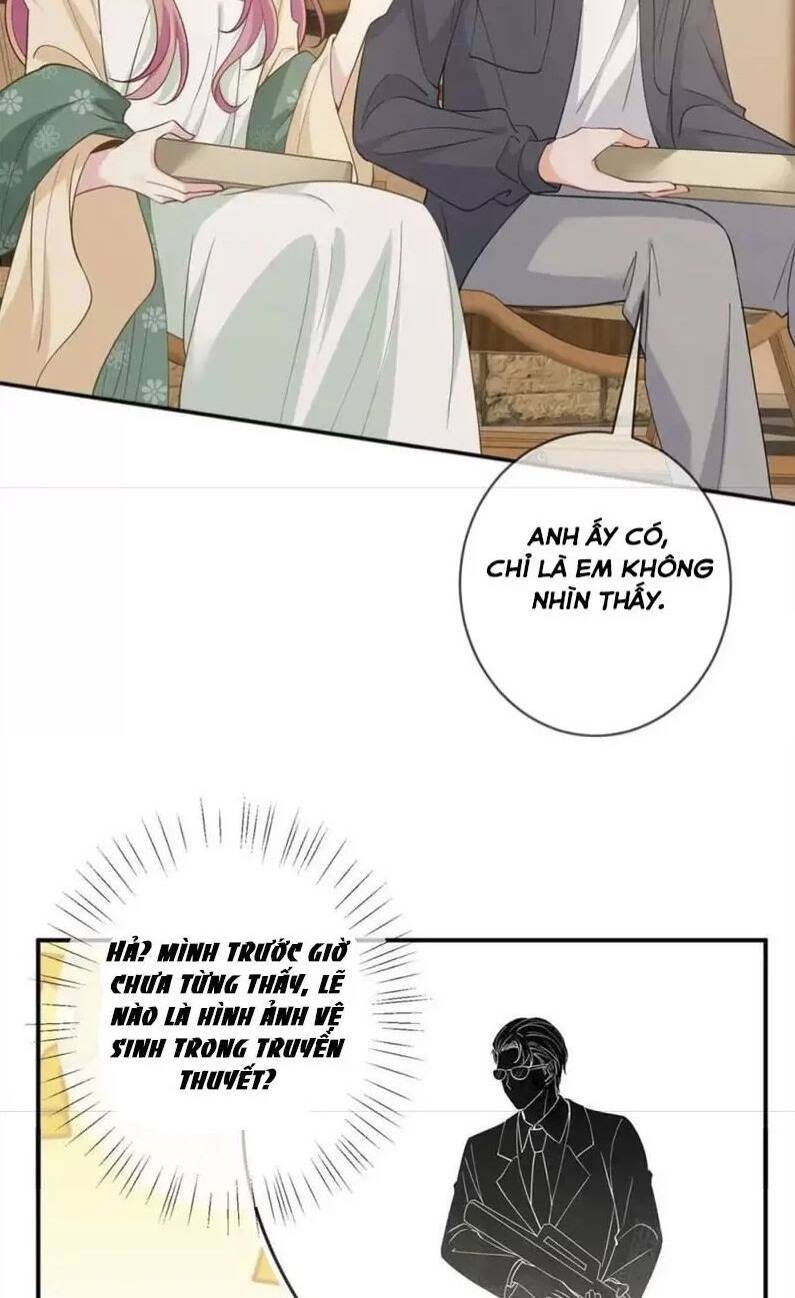 ANH ẤY CÓ,
CHỈ LÀ EM KHÔNG
NHÌN THẤY.
HẢ? MÌNH TRƯỚC GIỜ
CHƯA TỪNG THẤY, LẼ
NÀO LÀ HÌNH ẢNH VỆ
SINH TRONG TRUYỀN
THUYẾT?